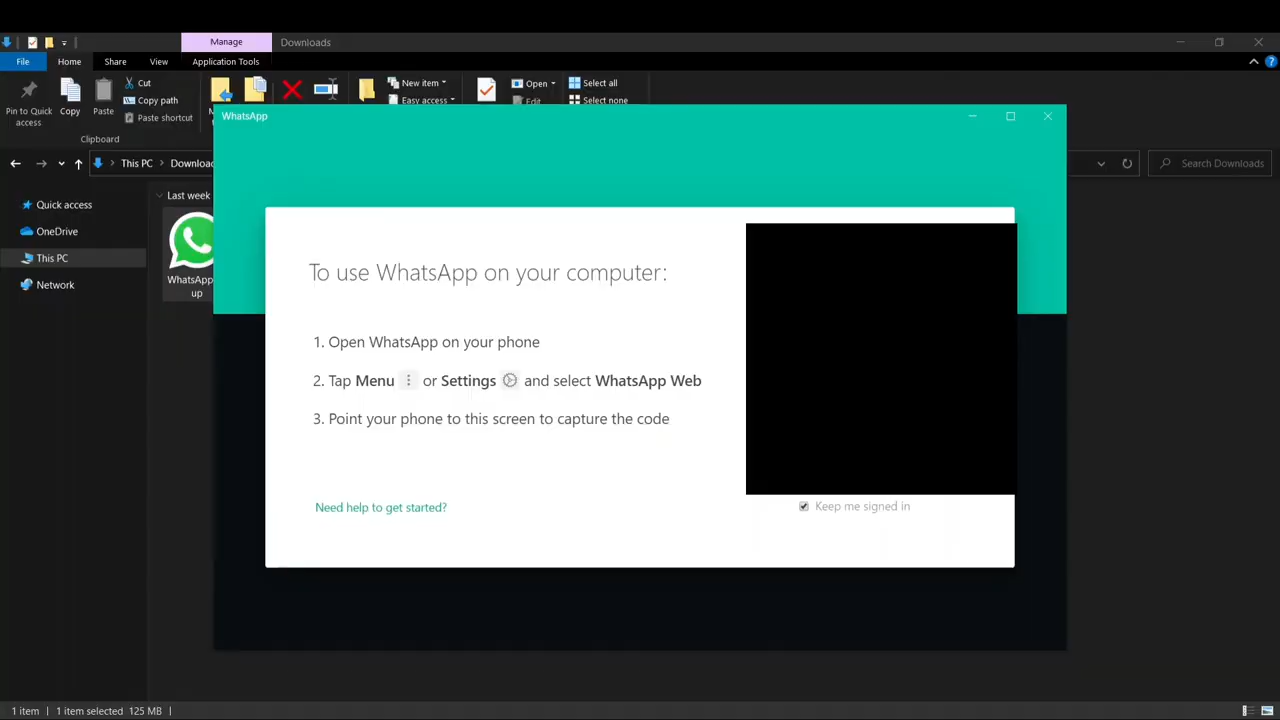 Manage
Downloads
File
Home
Share
View
Application Tools
Pin to Quick access
Copy
Paste
Cut
Copy path
Paste shortcut
New item
Easy access
Open
Edit
Select all
Select none
Clipboard
This PC
Search Downloads
Quick access
OneDrive
This PC
Network
Last week
WhatsApp
up
WhatsApp
To use WhatsApp on your computer:
1. Open WhatsApp on your phone
2. Tap Menu or Settings and select WhatsApp Web
3. Point your phone to this screen to capture the code
Need help to get started?
Keep me signed in
1 item
1 item selected 125 MB